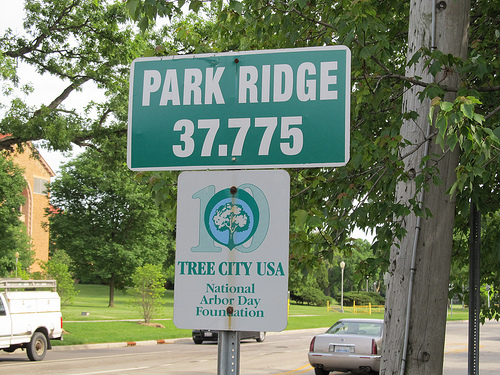 PARK RIDGE
37.775
10
TREE CITY USA
National
Arbor Day
Foundation